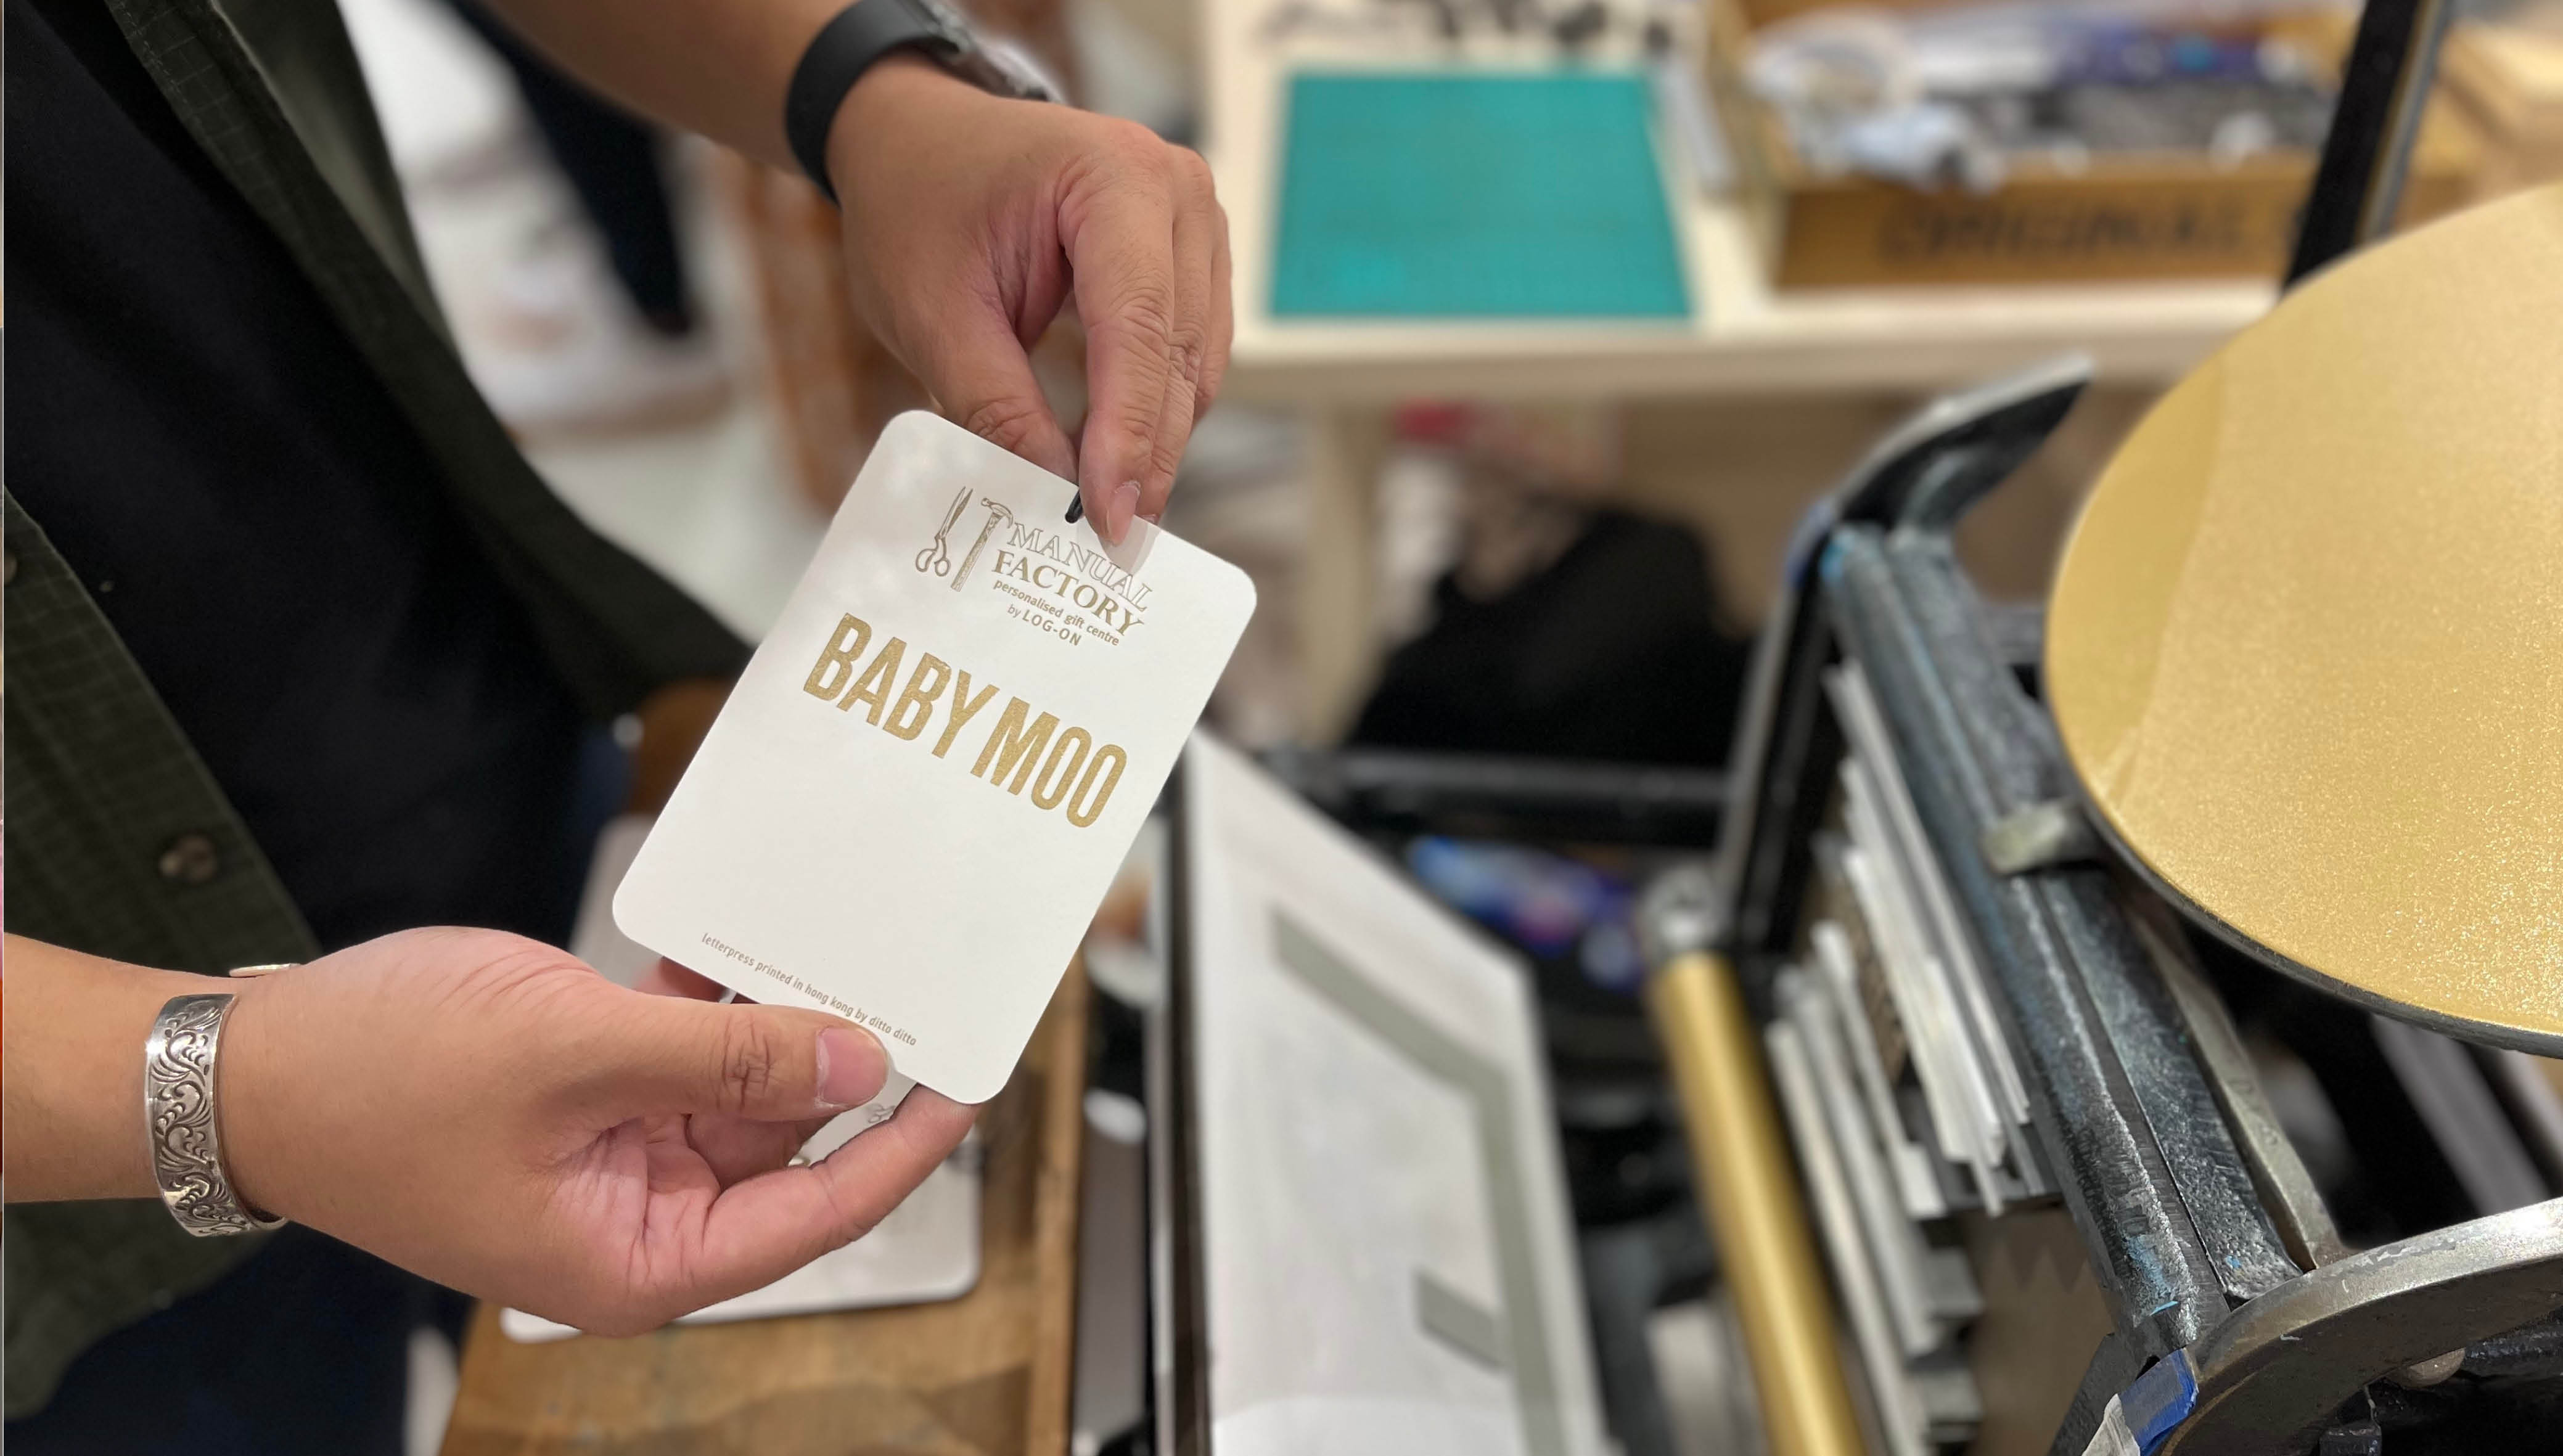 MANUAL
FACTORY
personalised gift centre
by LOG-ON
BABY MOO
letterpress printed in hong kong by ditto ditto